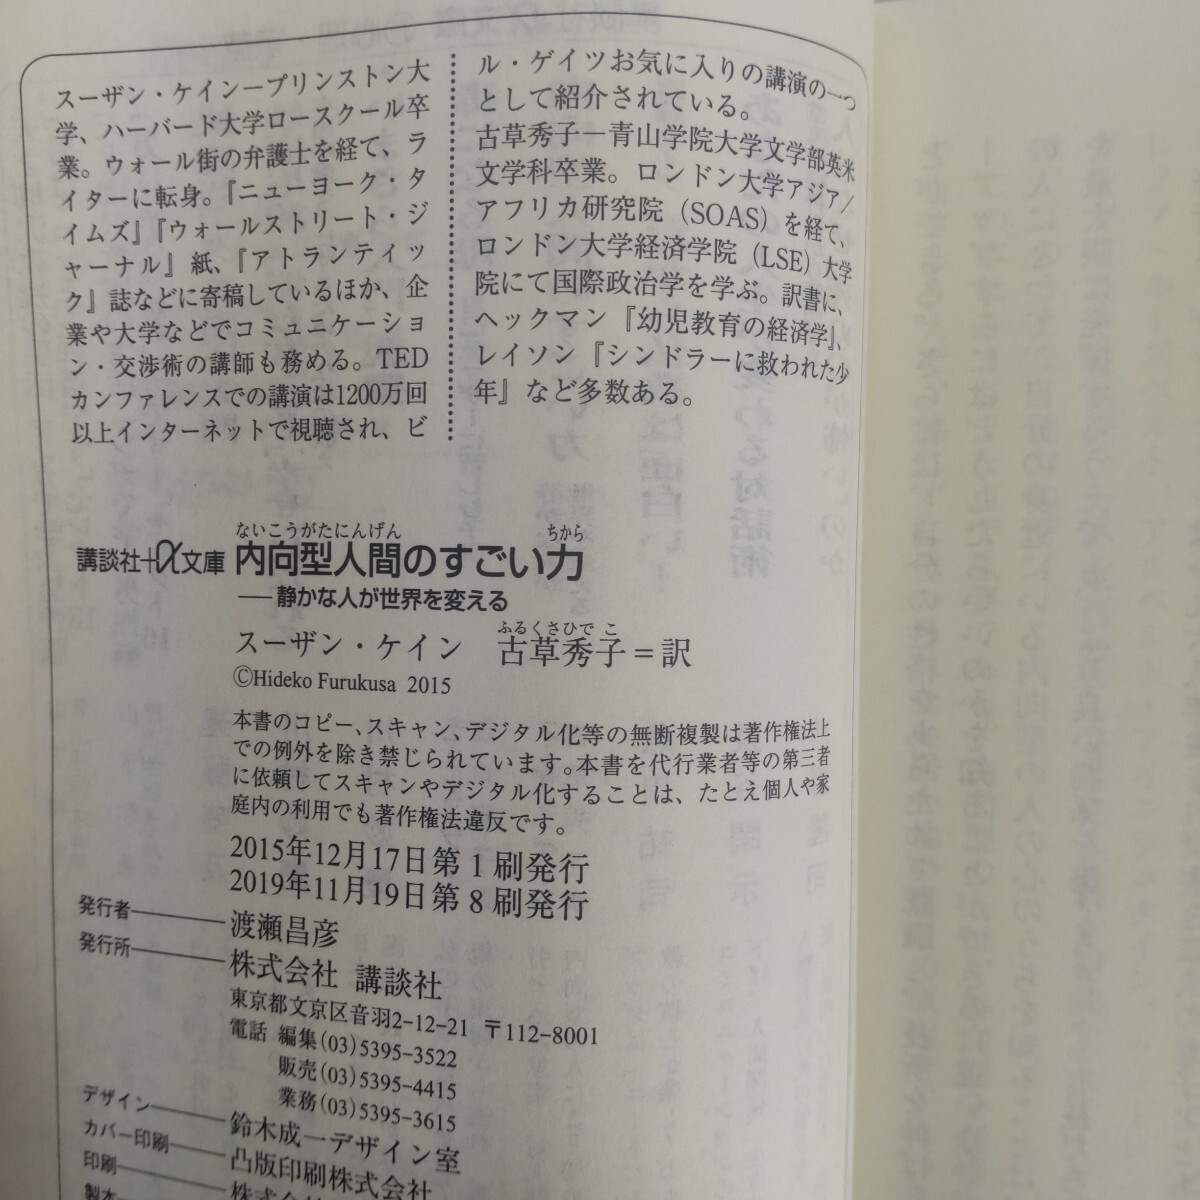 スーザン・ケイン―プリンストン大
学、ハーバード大学ロースクール卒
業。ウォール街の弁護士を経て、ラ
イターに転身。『ニューヨーク・タ
イムズ』『ウォールストリート・ジ
ャーナル』紙、『アトランティッ
ク』誌などに寄稿しているほか、企
業や大学などでコミュニケーショ
ン・交渉術の講師も務める。TED
カンファレンスでの講演は1200万回
以上インターネットで視聴され、ビ
ル・ゲイツお気に入りの講演の一つ
として紹介されている。
古草秀子―青山学院大学文学部英米
文学科卒業。ロンドン大学アジア／
アフリカ研究院（SOAS）を経て、
ロンドン大学経済学院（LSE）大学
院にて国際政治学を学ぶ。訳書に、
ヘックマン『幼児教育の経済学』、
レイソン『シンドラーに救われた少
年』など多数ある。
ないこうがたにんげん ちから
講談社+α文庫 内向型人間のすごい力
――静かな人が世界を変える
ふるくさひでこ
スーザン・ケイン 古草秀子＝訳
©Hideko Furukusa 2015
本書のコピー、スキャン、デジタル化等の無断複製は著作権法上
での例外を除き禁じられています。本書を代行業者等の第三者
に依頼してスキャンやデジタル化することは、たとえ個人や家
庭内の利用でも著作権法違反です。
2015年12月17日第1刷発行
2019年11月19日第8刷発行
発行者――渡瀬昌彦
発行所――株式会社 講談社
東京都文京区音羽2-12-21 〒112-8001
電話 編集(03)5395-3522
販売(03)5395-4415
業務(03)5395-3615
デザイン――鈴木成一デザイン室
カバー印刷――凸版印刷株式会社
印刷――株式会
製本